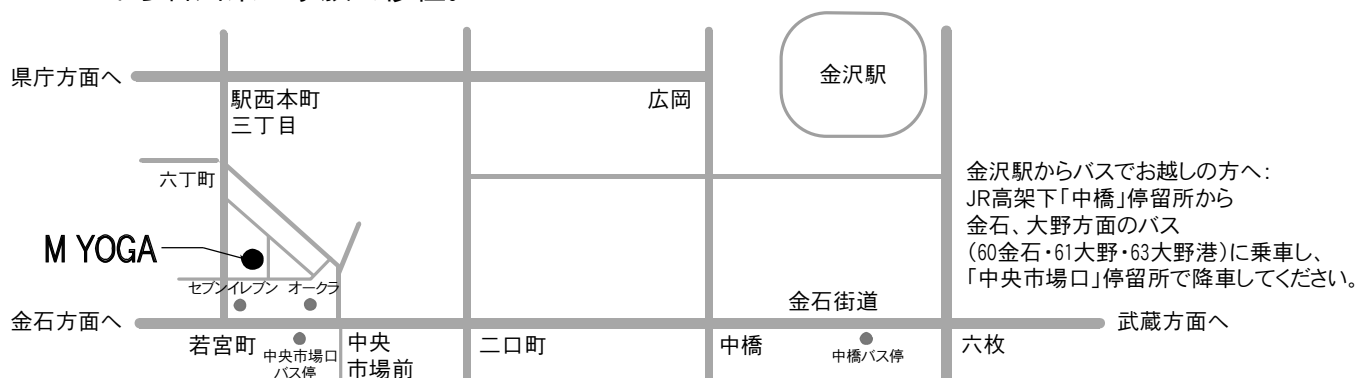 県庁方面へ
駅西本町
三丁目
広岡
金沢駅
六丁町
金沢駅からバスでお越しの方へ:
JR高架下「中橋」停留所から
金石、大野方面のバス
(60金石・61大野・63大野港)に乗車し、
「中央市場口」停留所で降車してください。
M YOGA
セブンイレブン
オークラ
金石街道
金石方面へ
武蔵方面へ
若宮町
中央市場口
バス停
中央
市場前
二口町
中橋
中橋バス停
六枚